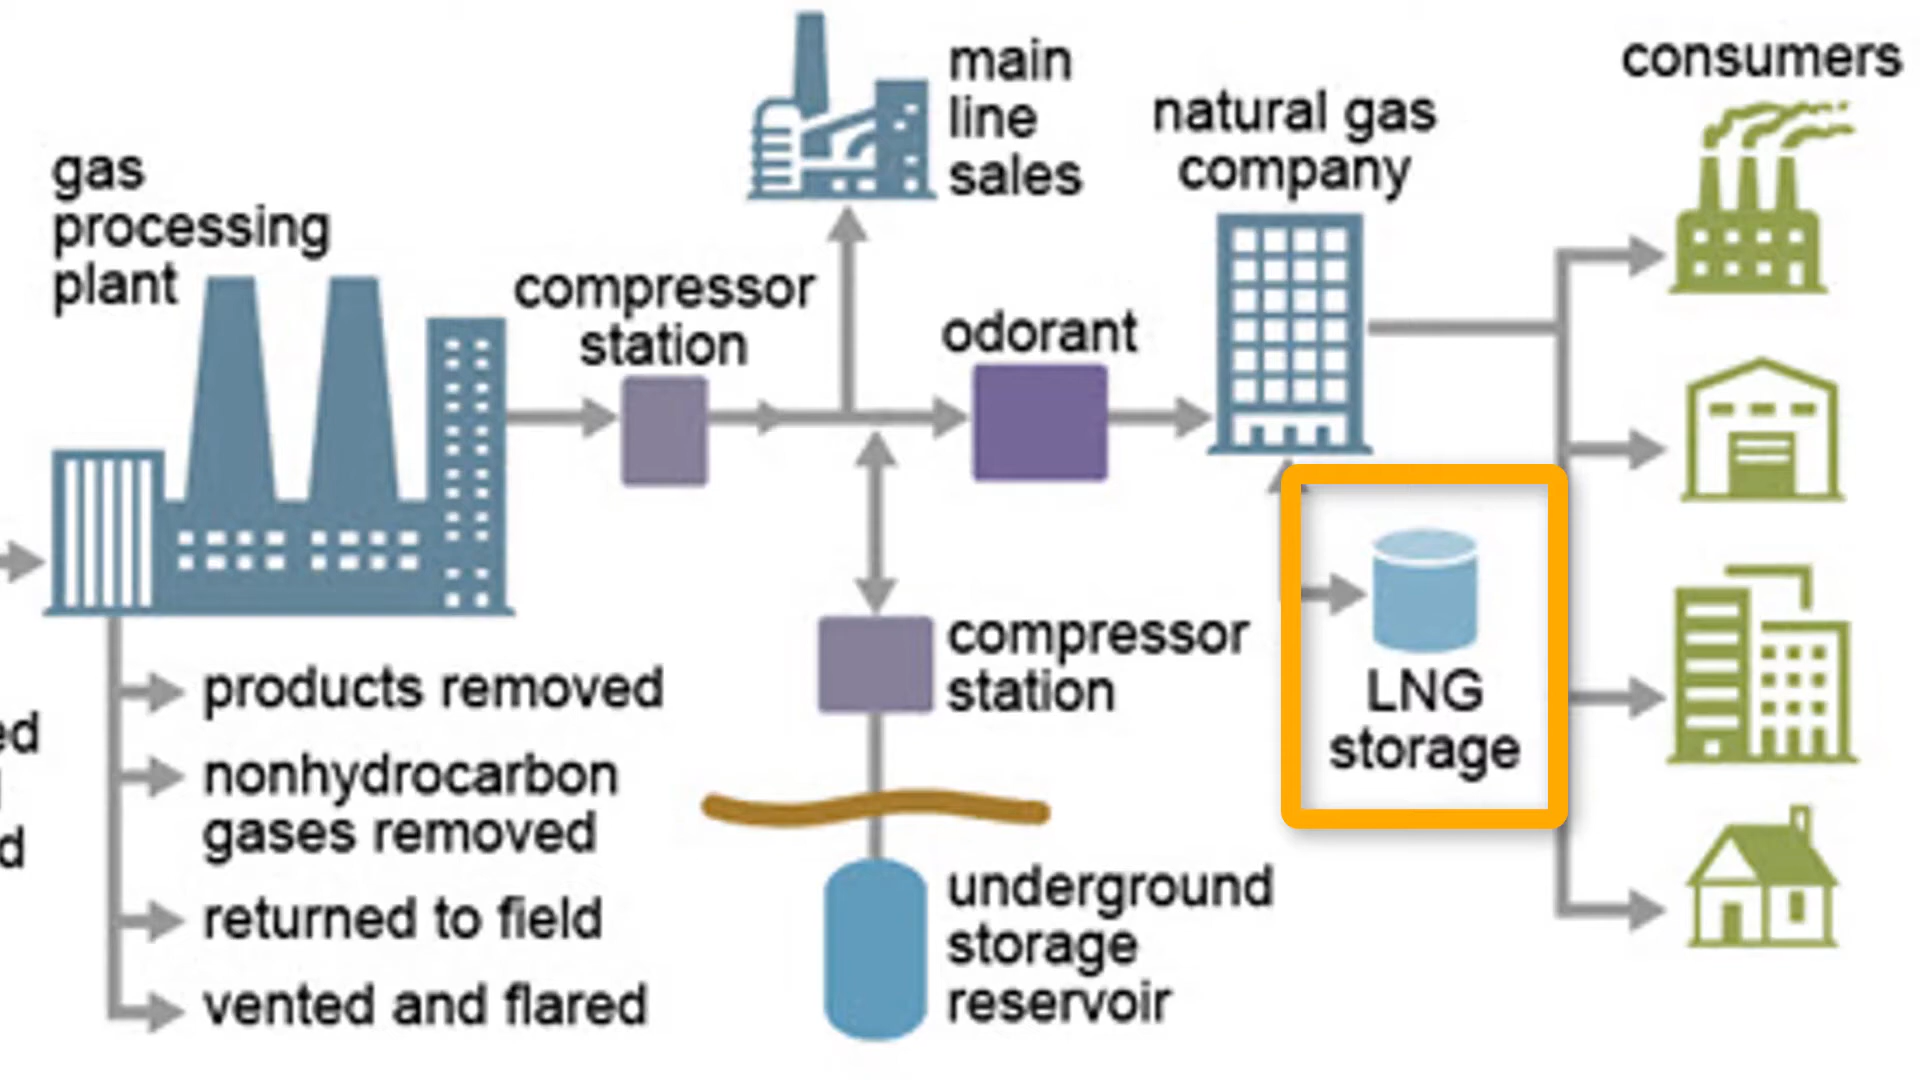 consumers
main
line
sales
natural gas
company
gas
processing
plant
compressor
station
odorant
compressor
station
LNG
storage
products removed
nonhydrocarbon
gases removed
returned to field
vented and flared
underground
storage
reservoir